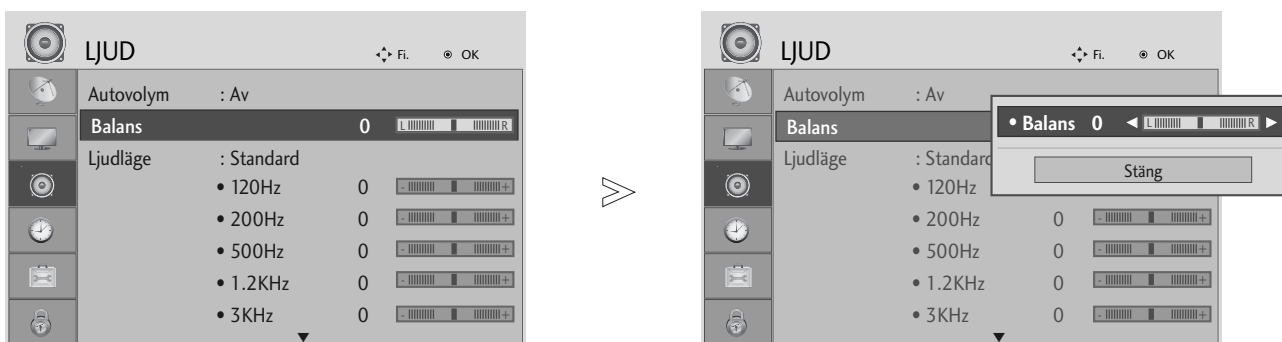 LJUD Fi. OK
Autovolym : Av
Balans 0 L R
Ljudläge : Standard
• 120Hz 0 - +
• 200Hz 0 - +
• 500Hz 0 - +
• 1.2KHz 0 - +
• 3KHz 0 - +
LJUD Fi. OK
Autovolym : Av
Balans
• Balans 0 L R
Ljudläge : Standard
Stäng
• 120Hz
• 200Hz 0 - +
• 500Hz 0 - +
• 1.2KHz 0 - +
• 3KHz 0 - +